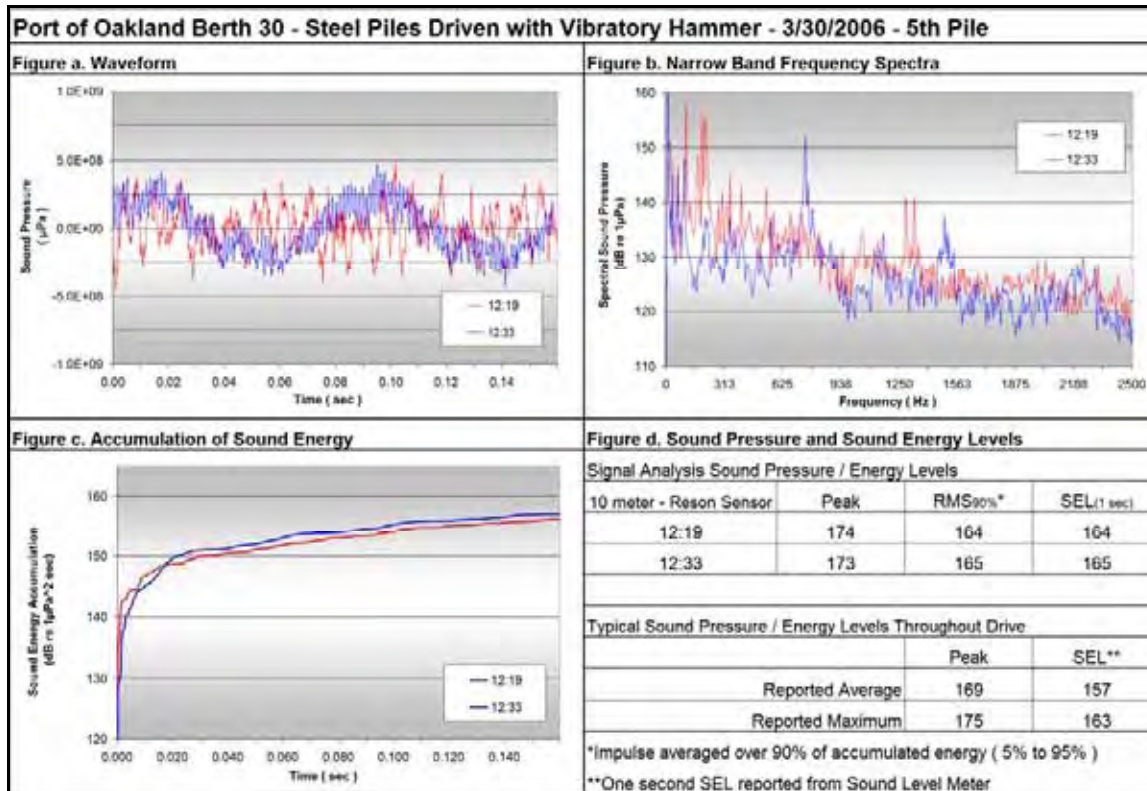 Port of Oakland Berth 30 - Steel Piles Driven with Vibratory Hammer - 3/30/2006 - 5th Pile
Figure a. Waveform
1.0E+09
5.0E+08
0.0E+00
-5.0E+08
-1.0E+09
Sound Pressure
( µPa )
0.00 0.02 0.04 0.06 0.08 0.10 0.12 0.14
Time ( sec )
12:19
12:33
Figure b. Narrow Band Frequency Spectra
160
150
140
130
120
110
Spectral Sound Pressure
(dB re 1µPa)
0 313 625 938 1250 1563 1875 2188 2500
Frequency ( Hz )
12:19
12:33
Figure c. Accumulation of Sound Energy
160
150
140
130
120
Sound Energy Accumulation
(dB rs 1µPa^2 sec)
0.000 0.020 0.040 0.060 0.080 0.100 0.120 0.140
Time ( sec )
12:19
12:33
Figure d. Sound Pressure and Sound Energy Levels
Signal Analysis Sound Pressure / Energy Levels
10 meter - Reson Sensor Peak RMS90%* SEL(1 sec)
12:19 174 164 164
12:33 173 165 165
Typical Sound Pressure / Energy Levels Throughout Drive
Peak SEL**
Reported Average 169 157
Reported Maximum 175 163
*Impulse averaged over 90% of accumulated energy ( 5% to 95% )
**One second SEL reported from Sound Level Meter